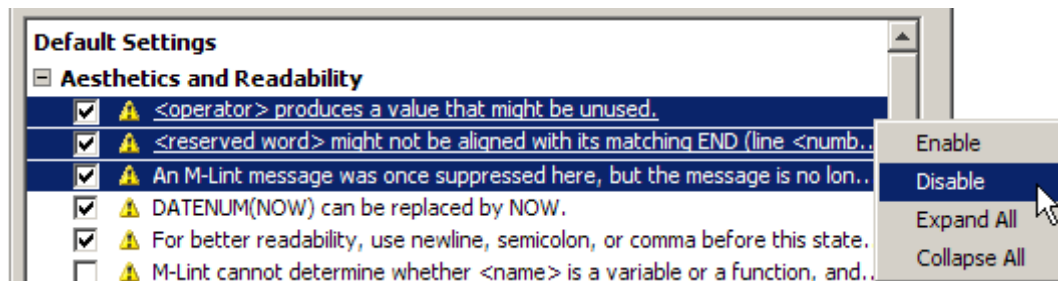 Default Settings
Aesthetics and Readability
<operator> produces a value that might be unused.
<reserved word> might not be aligned with its matching END (line <numb..
An M-Lint message was once suppressed here, but the message is no lon..
DATENUM(NOW) can be replaced by NOW.
For better readability, use newline, semicolon, or comma before this state.
M-Lint cannot determine whether <name> is a variable or a function, and..
Enable
Disable
Expand All
Collapse All